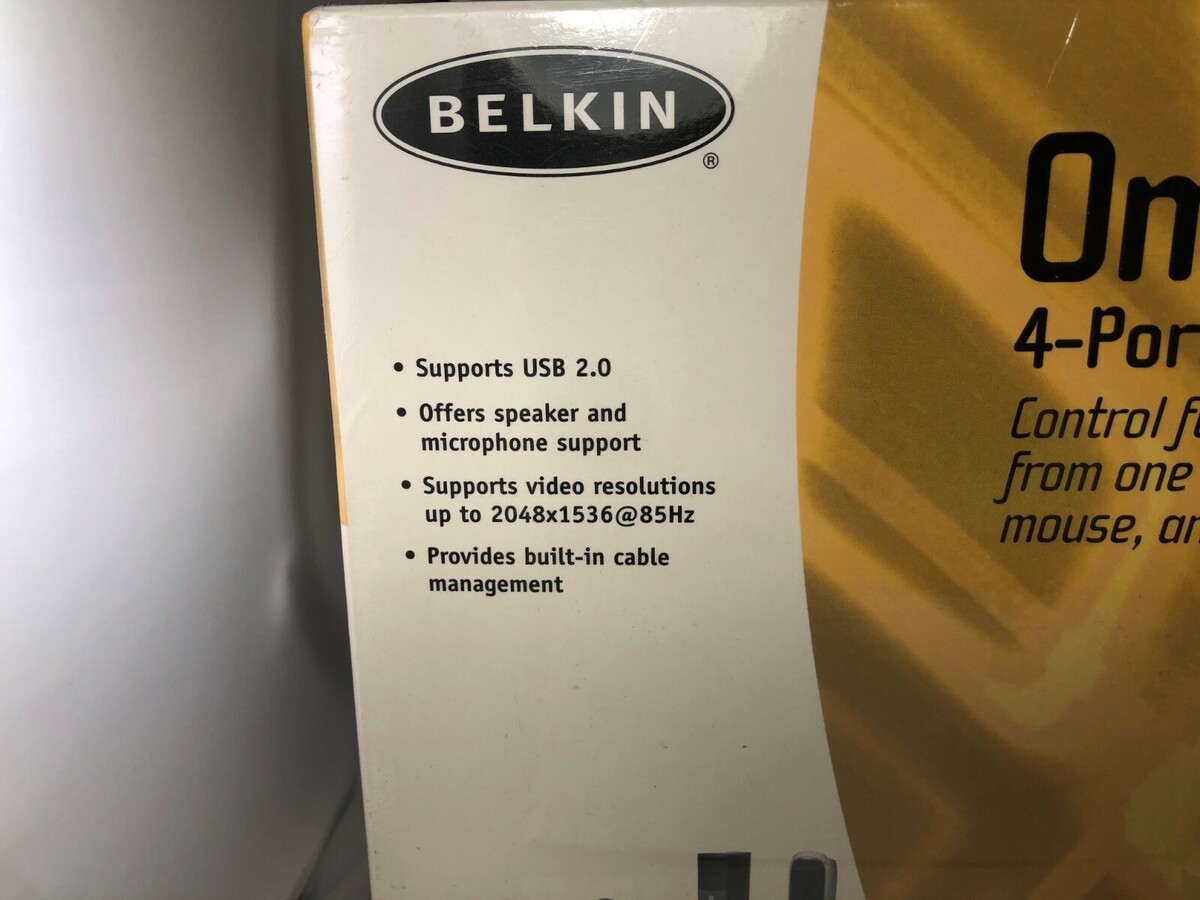 BELKIN
®
• Supports USB 2.0
• Offers speaker and
microphone support
• Supports video resolutions
up to 2048x1536@85Hz
• Provides built-in cable
management
4-Por
Control
from one
mouse,